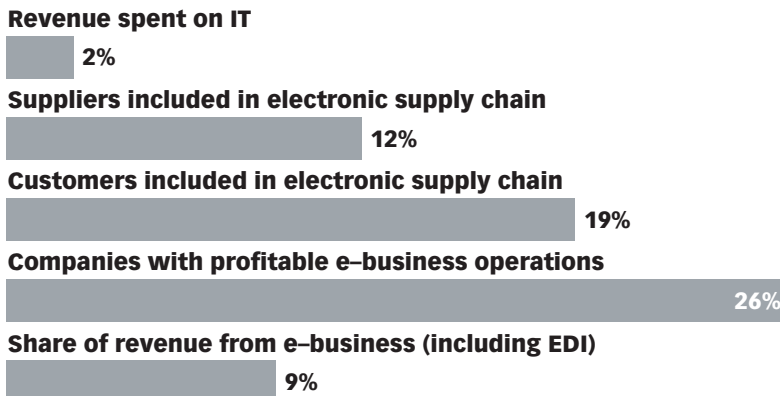 Revenue spent on IT
2%
Suppliers included in electronic supply chain
12%
Customers included in electronic supply chain
19%
Companies with profitable e–business operations
26%
Share of revenue from e–business (including EDI)
9%